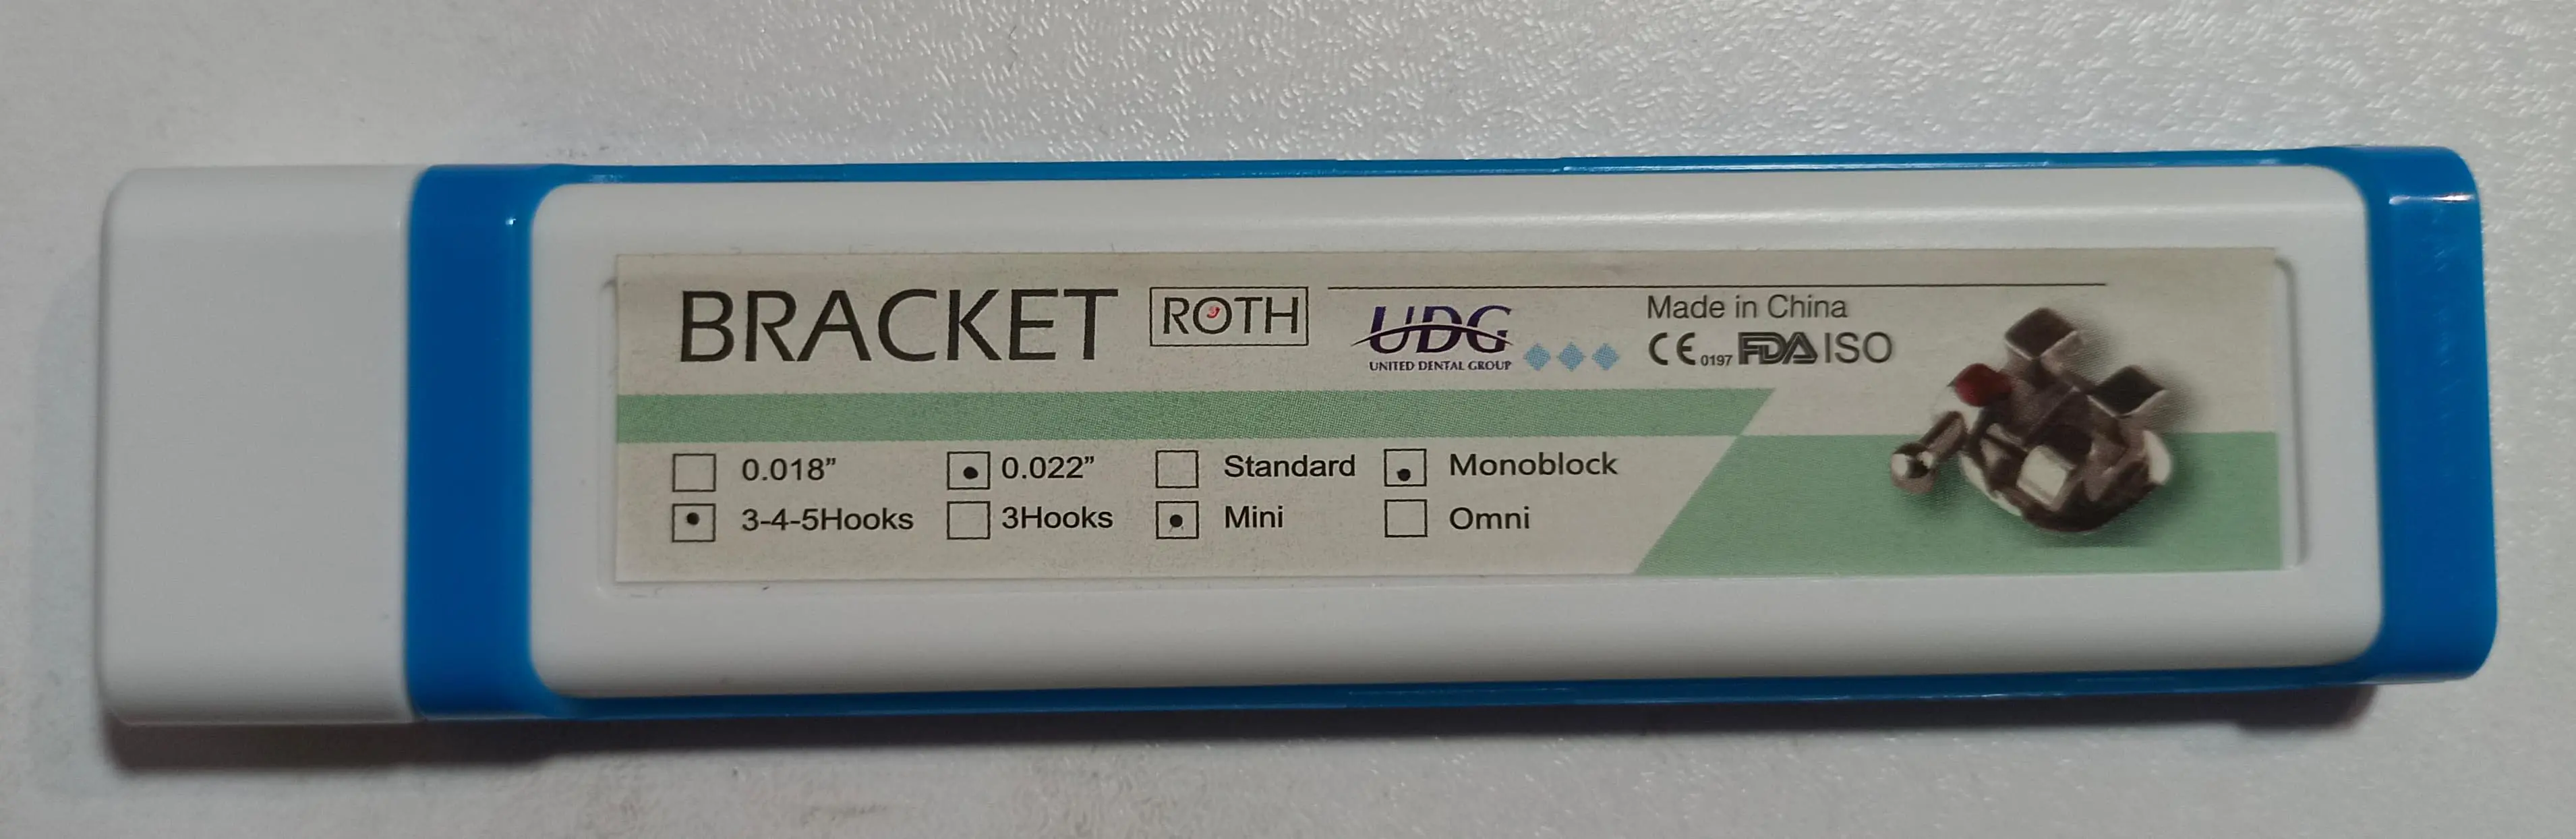 BRACKET ROTH
UDG
UNITED DENTAL GROUP
Made in China
CE 0197 FDA ISO
0.018” 0.022” Standard Monoblock
3-4-5Hooks 3Hooks Mini Omni